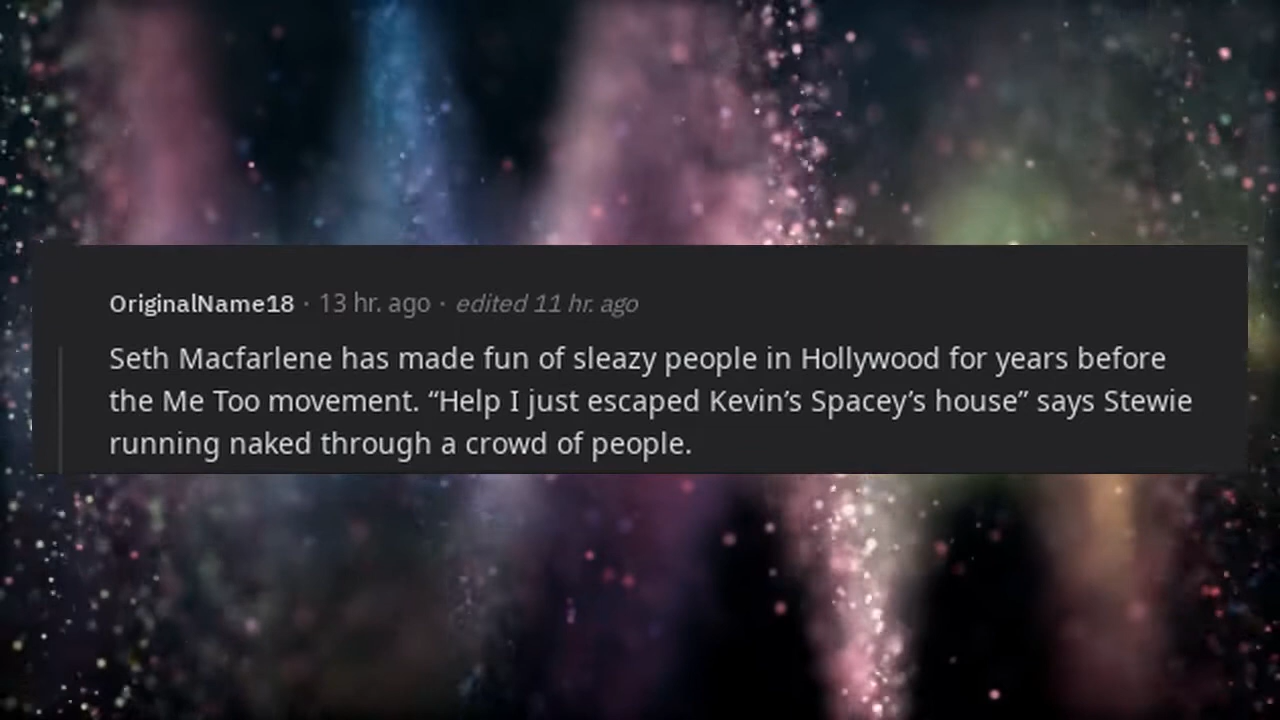 OriginalName18 · 13 hr. ago · edited 11 hr. ago
Seth Macfarlene has made fun of sleazy people in Hollywood for years before
the Me Too movement. “Help I just escaped Kevin’s Spacey’s house” says Stewie
running naked through a crowd of people.